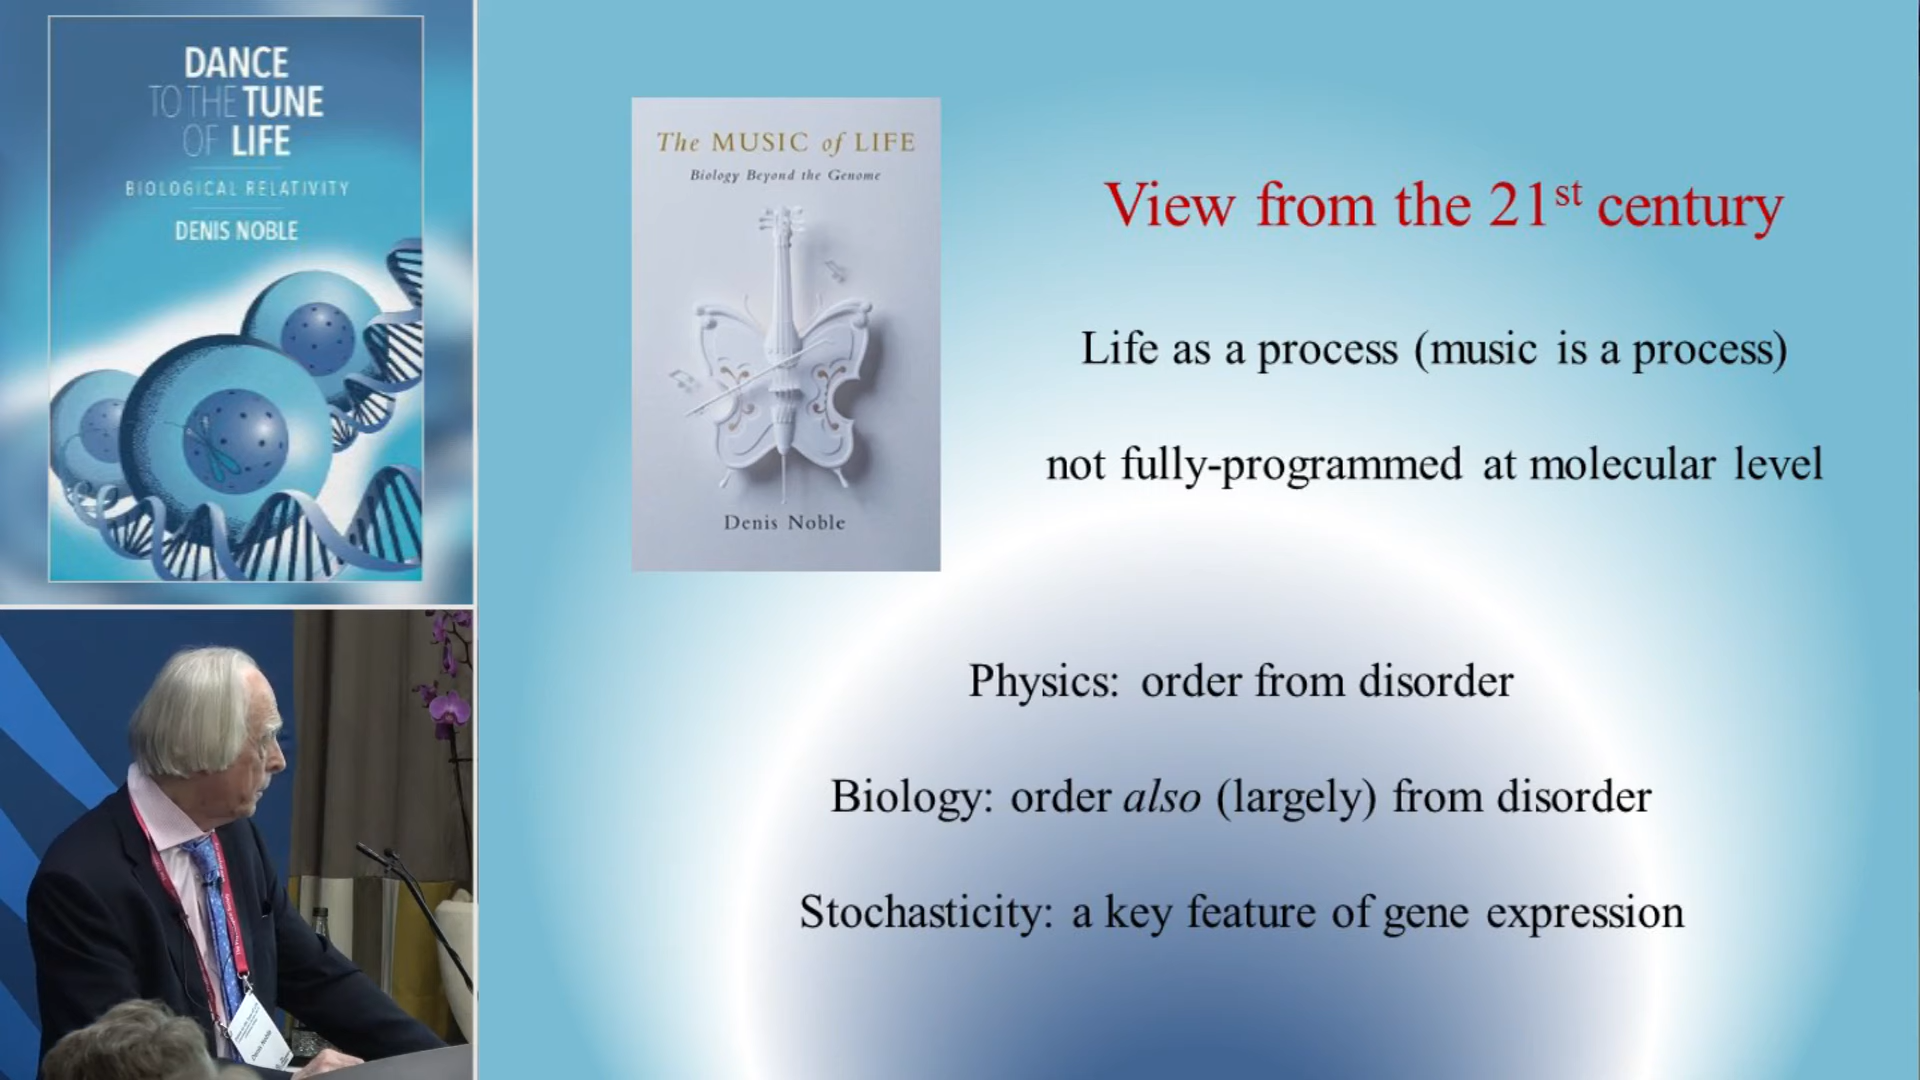 DANCE
TO THE TUNE
OF LIFE
BIOLOGICAL RELATIVITY
DENIS NOBLE
The MUSIC of LIFE
Biology Beyond the Genome
Denis Noble
View from the 21st century
Life as a process (music is a process)
not fully-programmed at molecular level
Physics: order from disorder
Biology: order also (largely) from disorder
Stochasticity: a key feature of gene expression
Denis Noble